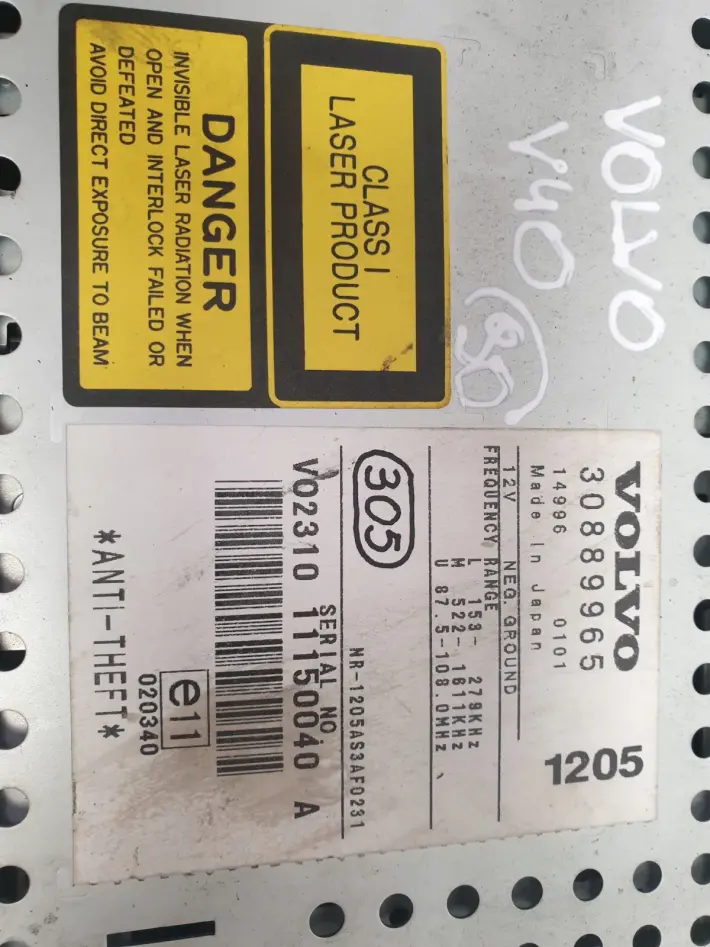 VOLVO
V40
CLASS I
LASER PRODUCT
DANGER
INVISIBLE LASER RADIATION WHEN
OPEN AND INTERLOCK FAILED OR
DEFEATED
AVOID DIRECT EXPOSURE TO BEAM
VOLVO 1205
30889965
14996 0101
Made in Japan
12V NEG. GROUND
FREQUENCY RANGE
L 153- 279KHz
M 522- 1611KHz
U 87.5-108.0MHz
305
NR-1205AS3AF0231
SERIAL NO.
V02310 11150040 A
e11
020340
*ANTI-THEFT*